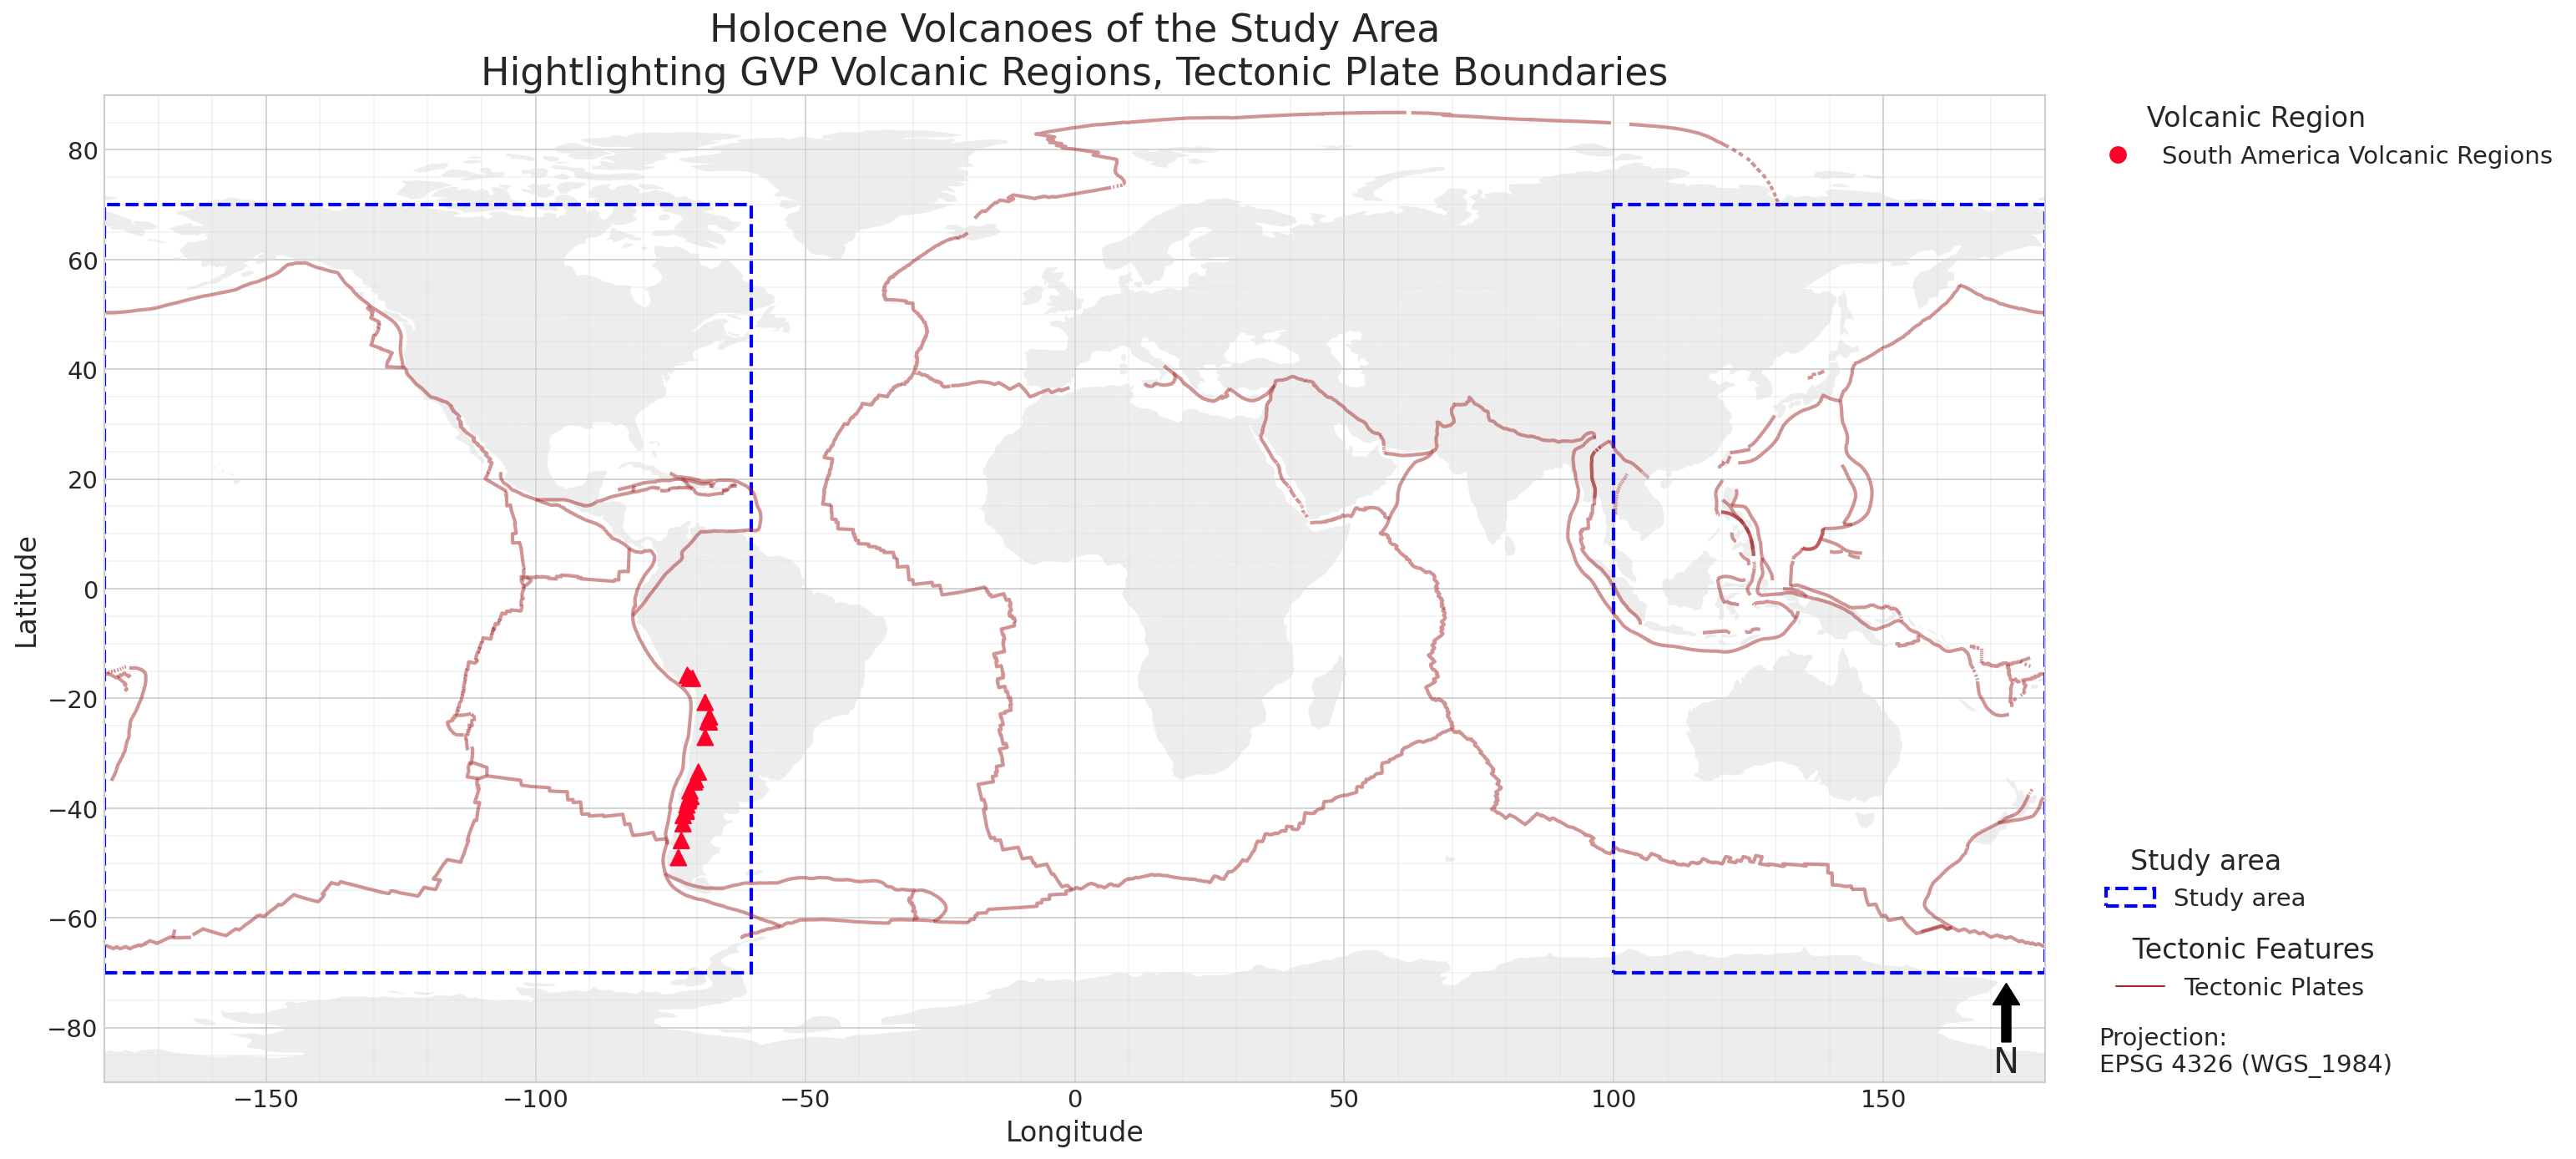 Holocene Volcanoes of the Study Area
Hightlighting GVP Volcanic Regions, Tectonic Plate Boundaries
Volcanic Region
South America Volcanic Regions
80
60
40
20
0
−20
−40
−60
−80
Latitude
−150
−100
−50
0
50
100
150
Longitude
N
Study area
Study area
Tectonic Features
Tectonic Plates
Projection:
EPSG 4326 (WGS_1984)